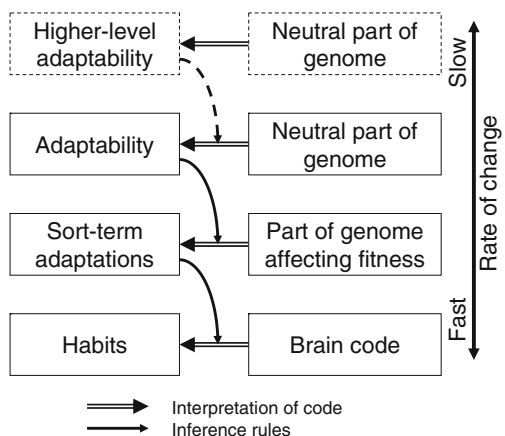 Higher-level
adaptability
Neutral part of
genome
Adaptability
Neutral part of
genome
Sort-term
adaptations
Part of genome
affecting fitness
Habits
Brain code
Slow
Rate of change
Fast
Interpretation of code
Inference rules